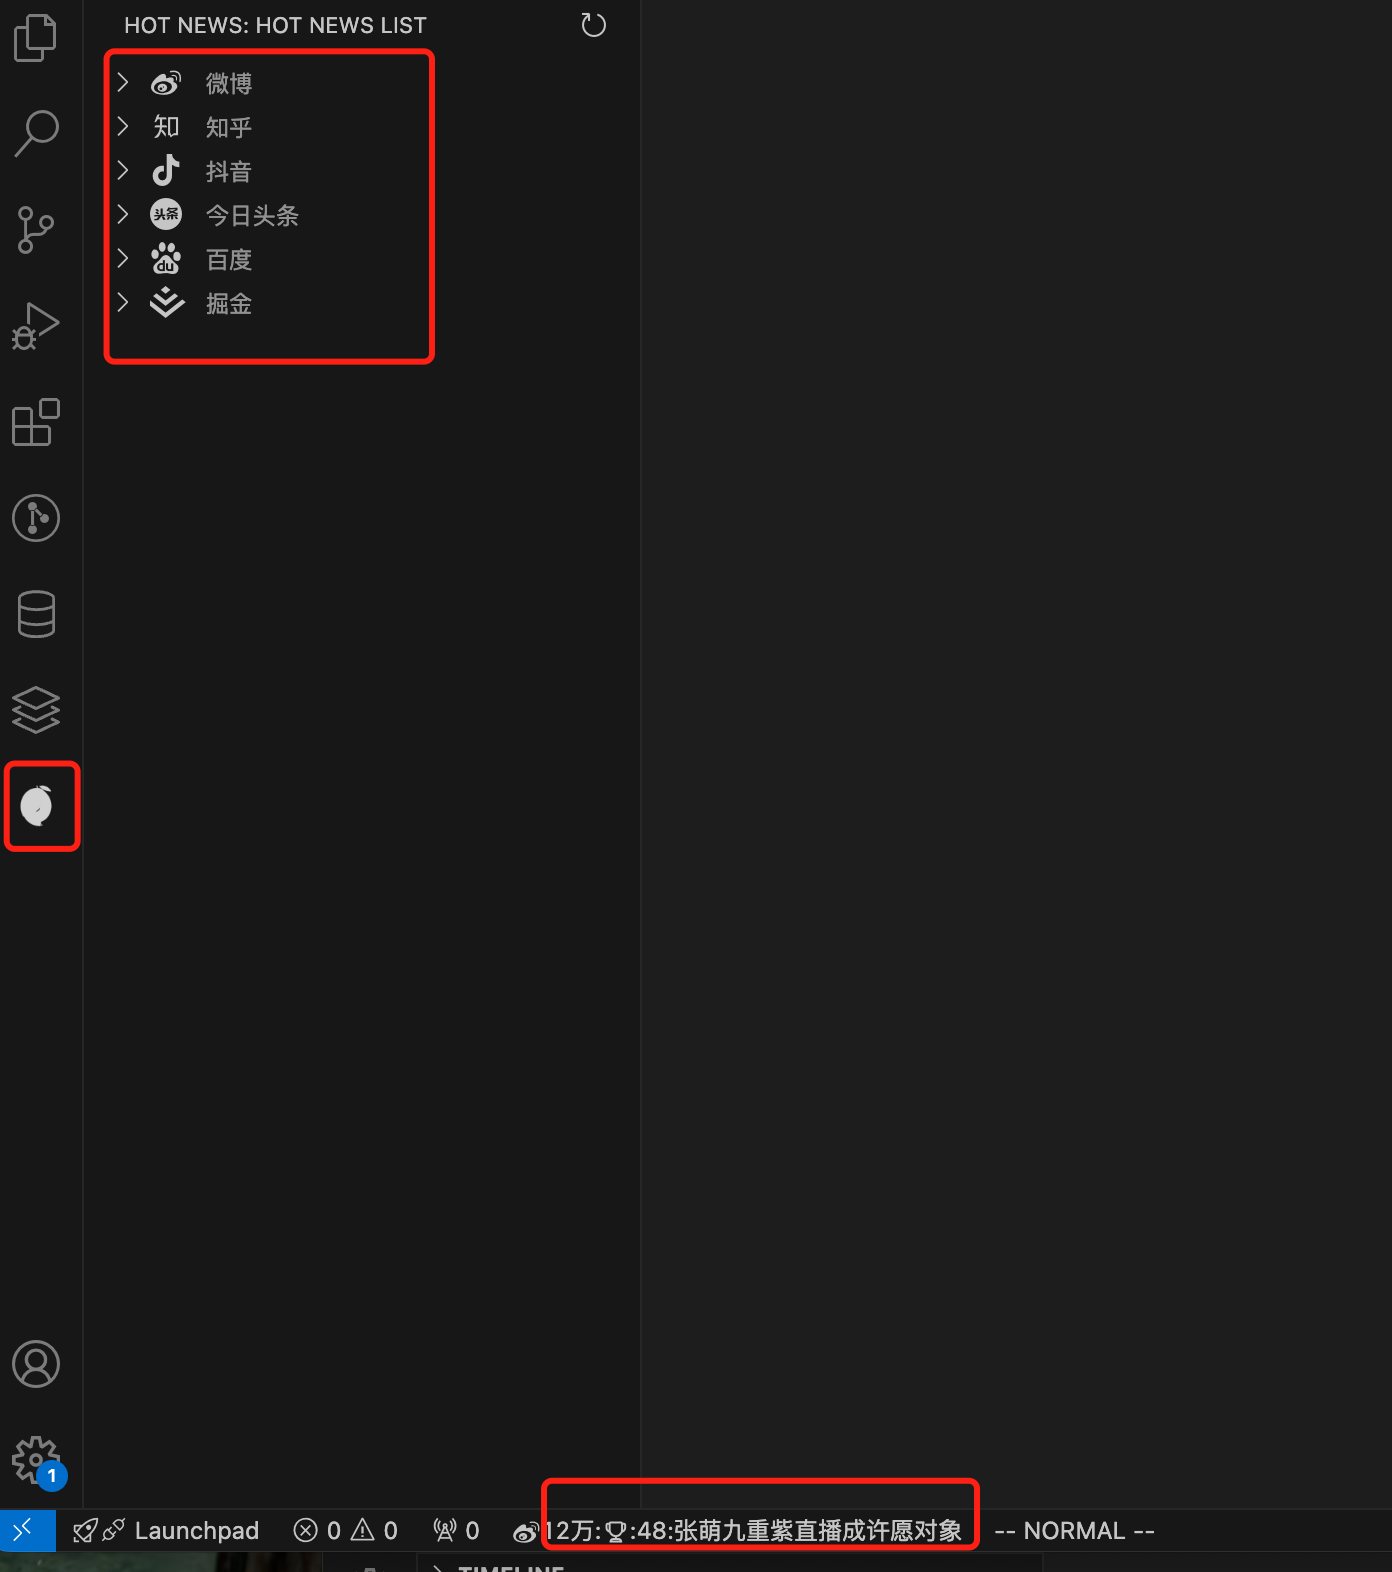 HOT NEWS: HOT NEWS LIST
微博
知 知乎
抖音
头条 今日头条
du 百度
掘金
1
Launchpad 0 0 0 12万:🏆:48:张萌九重紫直播成许愿对象 -- NORMAL --
TIMELINE